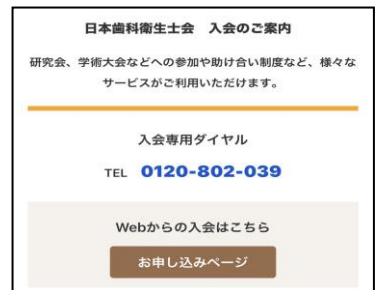 日本歯科衛生士会　入会のご案内
研究会、学術大会などへの参加や助け合い制度など、様々な
サービスがご利用いただけます。
入会専用ダイヤル
TEL 0120-802-039
Webからの入会はこちら
お申し込みページ